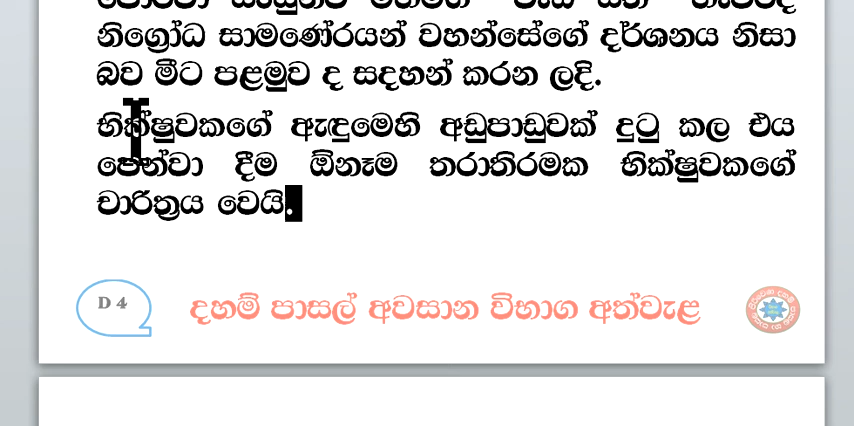 නිග්‍රෝධ සාමණේරයන් වහන්සේගේ දර්ශනය නිසා
බව මීට පළමුව ද සදහන් කරන ලදි.
භික්ෂුවකගේ ඇඳුමෙහි අඩුපාඩුවක් දුටු කල එය
පෙන්වා දීම ඕනෑම තරාතිරමක භික්ෂුවකගේ
චාරිත්‍රය වෙයි.
D 4
දහම් පාසල් අවසාන විභාග අත්වැළ